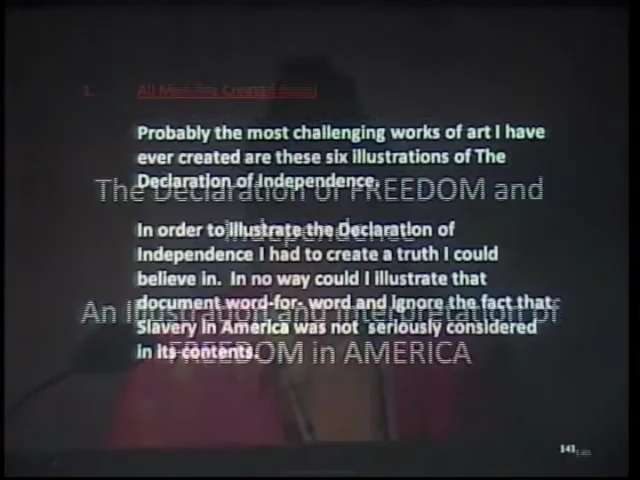 1. All Men Are Created Equal
Probably the most challenging works of art I have
ever created are these six illustrations of The
Declaration of Independence.
The Declaration of FREEDOM and
Independence
In order to illustrate the Declaration of
Independence I had to create a truth I could
believe in.  In no way could I illustrate that
document word-for- word and ignore the fact that
Slavery in America was not  seriously considered
in its contents.
An Illustration and Interpretation of
FREEDOM in AMERICA
141